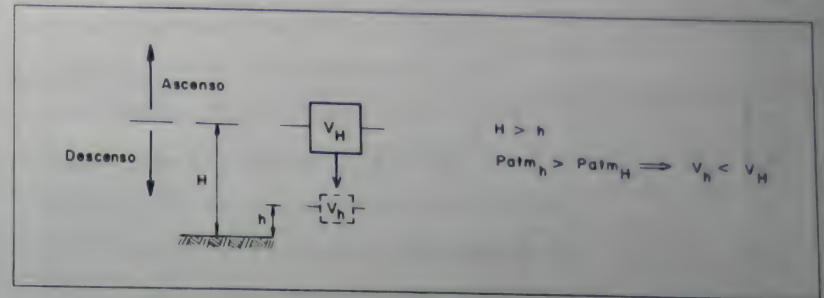 Ascenso
Descenso
H
h
V_H
V_h
H > h
Patm_h > Patm_H ⟹ V_h < V_H